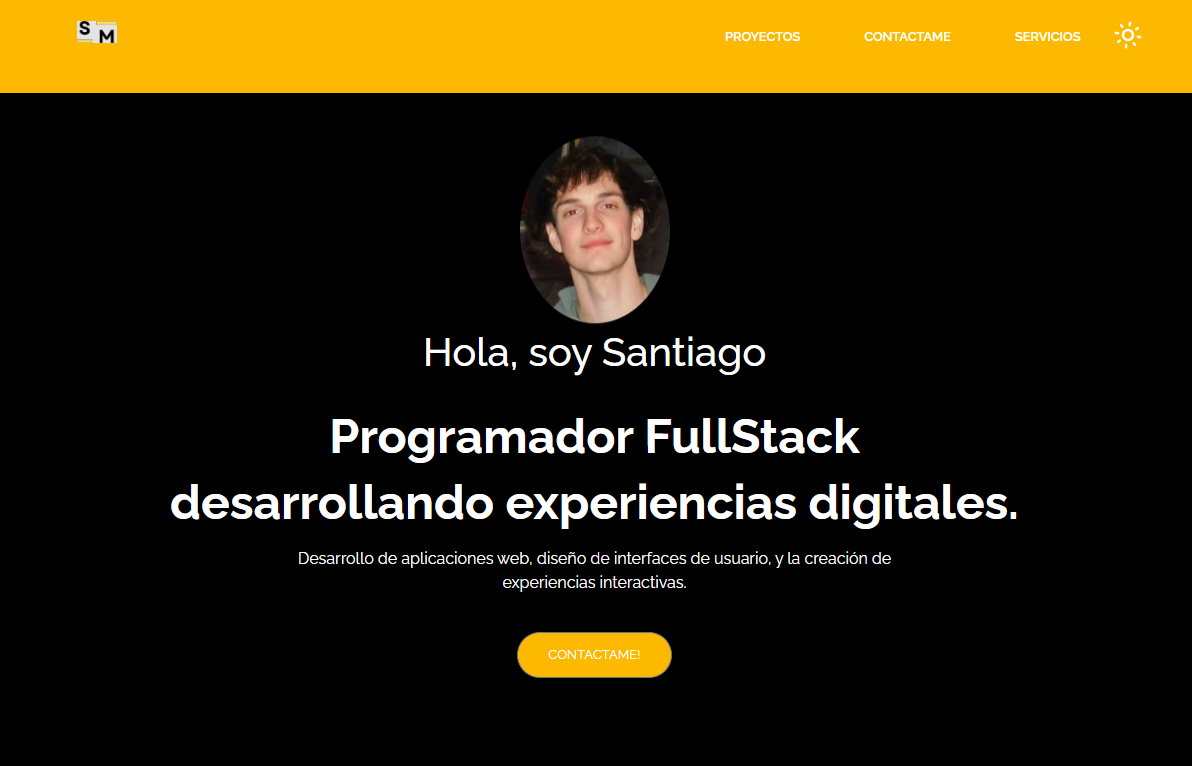 S
M
PROYECTOS CONTACTAME SERVICIOS
Hola, soy Santiago
Programador FullStack
desarrollando experiencias digitales.
Desarrollo de aplicaciones web, diseño de interfaces de usuario, y la creación de
experiencias interactivas.
CONTACTAME!